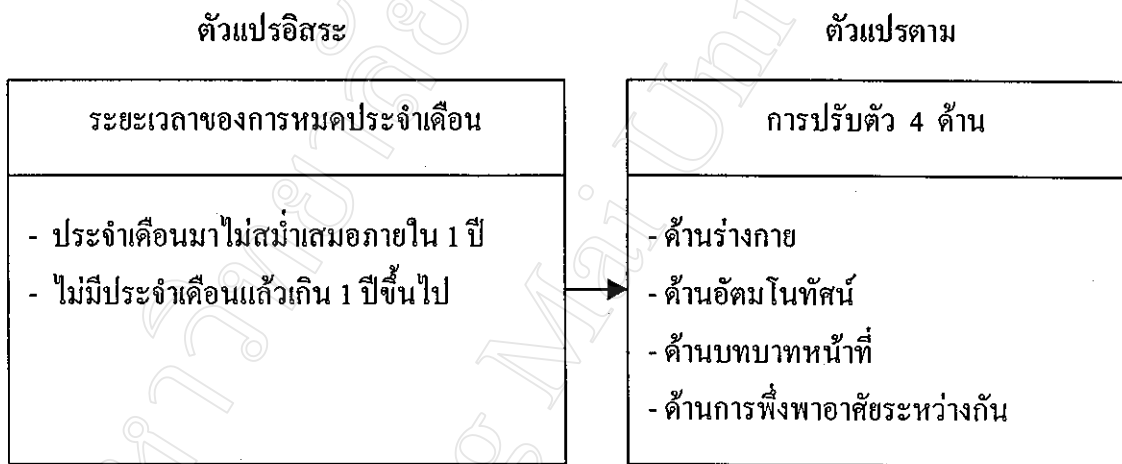 ตัวแปรอิสระ
ระยะเวลาของการหมดประจำเดือน
- ประจำเดือนมาไม่สม่ำเสมอภายใน 1 ปี
- ไม่มีประจำเดือนแล้วเกิน 1 ปีขึ้นไป
ตัวแปรตาม
การปรับตัว 4 ด้าน
- ด้านร่างกาย
- ด้านอัตมโนทัศน์
- ด้านบทบาทหน้าที่
- ด้านการพึ่งพาอาศัยระหว่างกัน